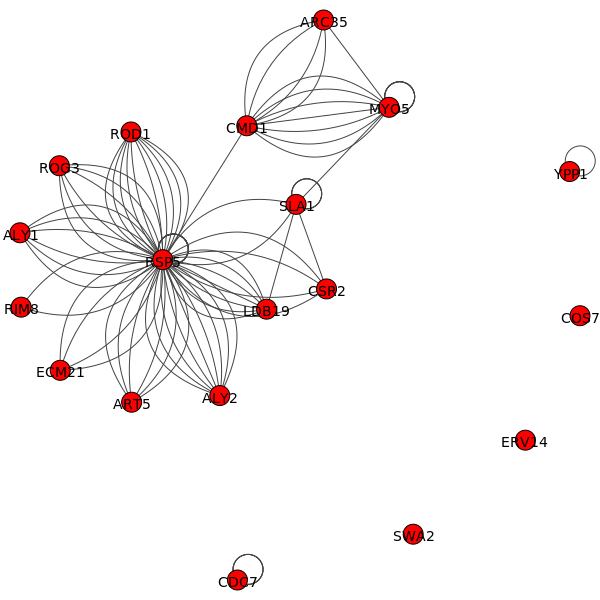 ARC35
MYO5
CMD1
ROD1
ROG3
YPP1
SLA1
ALY1
RSP5
CSR2
RIM8
LDB19
COS7
ECM21
ALY2
ART5
ERV14
SWA2
CDC7